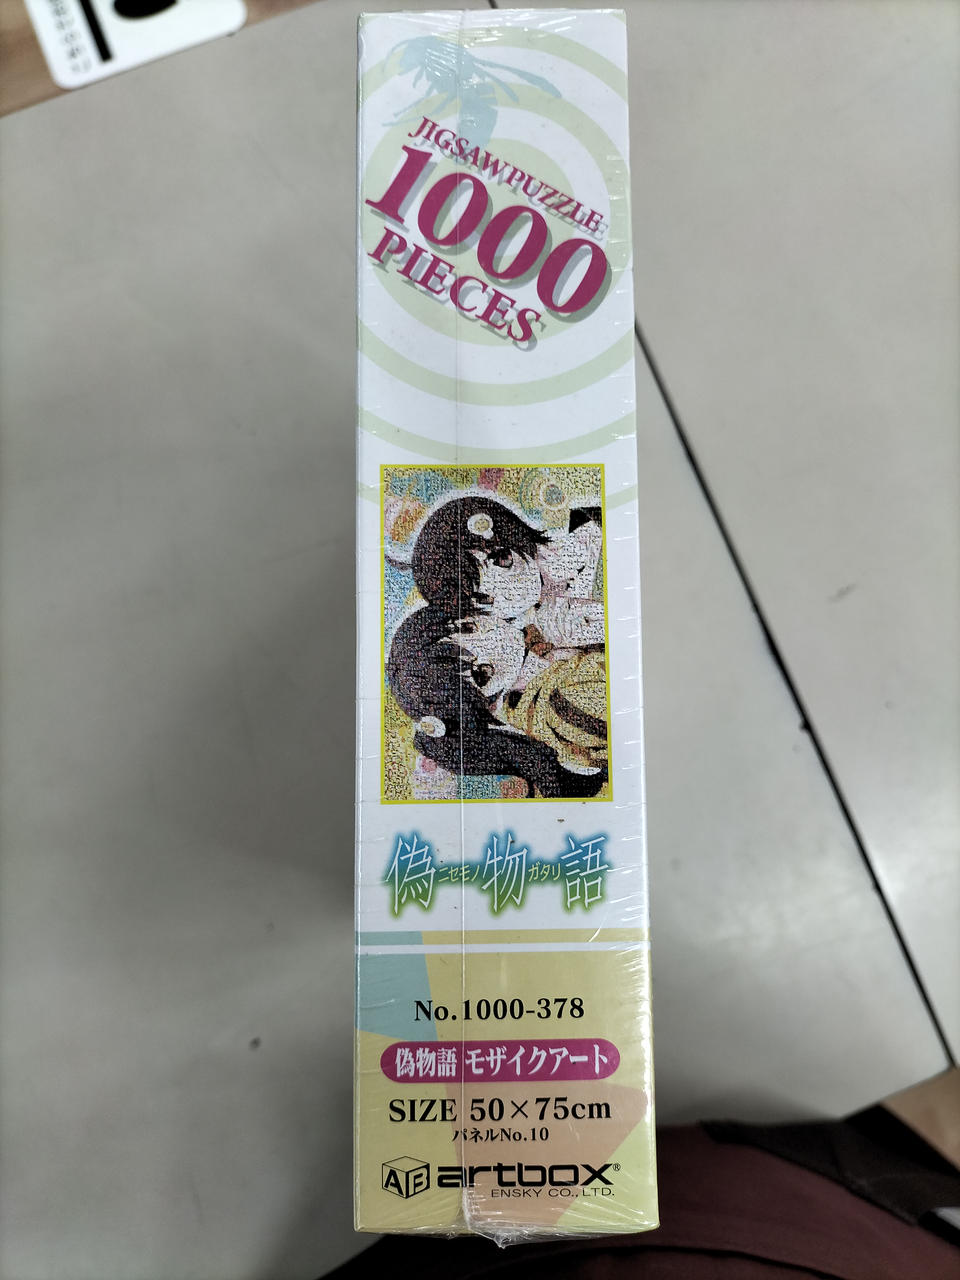 JIGSAW PUZZLE
1000
PIECES
偽物語
ニセモノ ガタリ
No.1000-378
偽物語 モザイクアート
SIZE 50×75cm
パネルNo.10
AB artbox®
ENSKY CO., LTD.